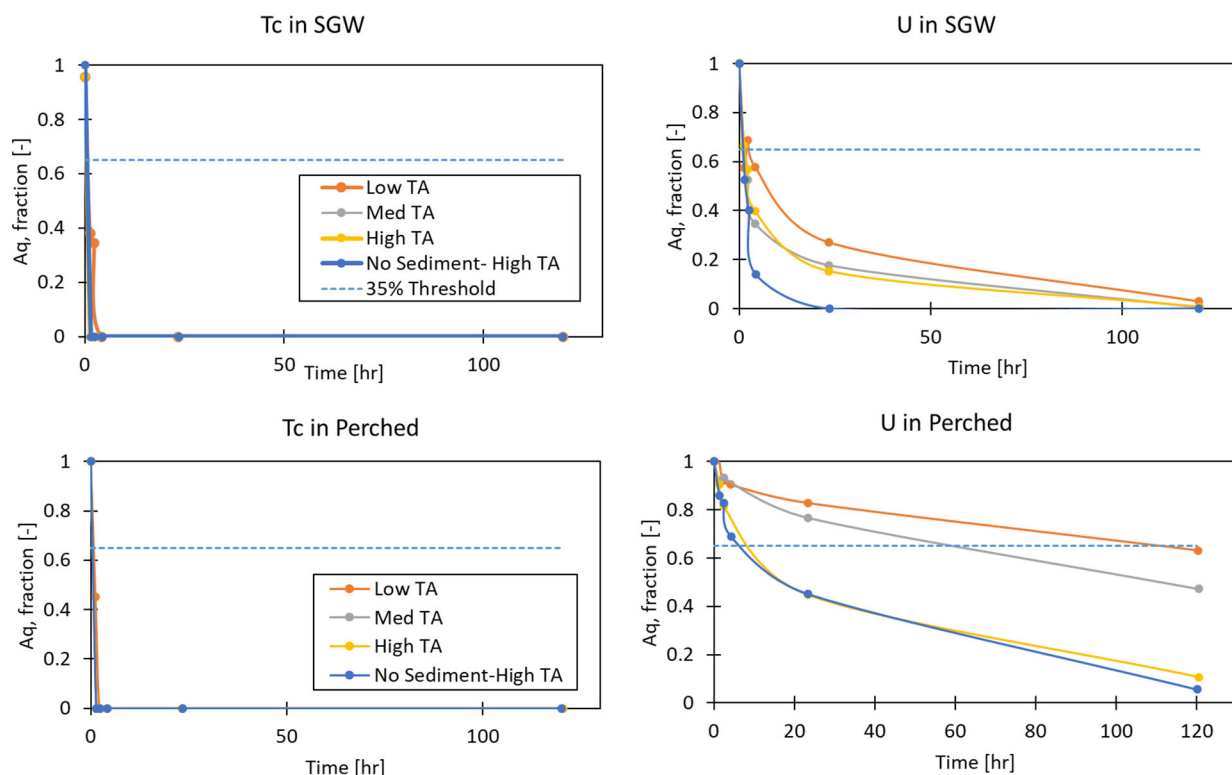 Tc in SGW
1
0.8
0.6
0.4
0.2
0
Aq, fraction [-]
Low TA
Med TA
High TA
No Sediment- High TA
35% Threshold
0 50 100
Time [hr]
U in SGW
1
0.8
0.6
0.4
0.2
0
Aq, fraction [-]
0 50 100
Time [hr]
Tc in Perched
1
0.8
0.6
0.4
0.2
0
Aq, fraction [-]
Low TA
Med TA
High TA
No Sediment-High TA
0 50 100
Time [hr]
U in Perched
1
0.8
0.6
0.4
0.2
0
Aq, fraction [-]
0 20 40 60 80 100 120
Time [hr]